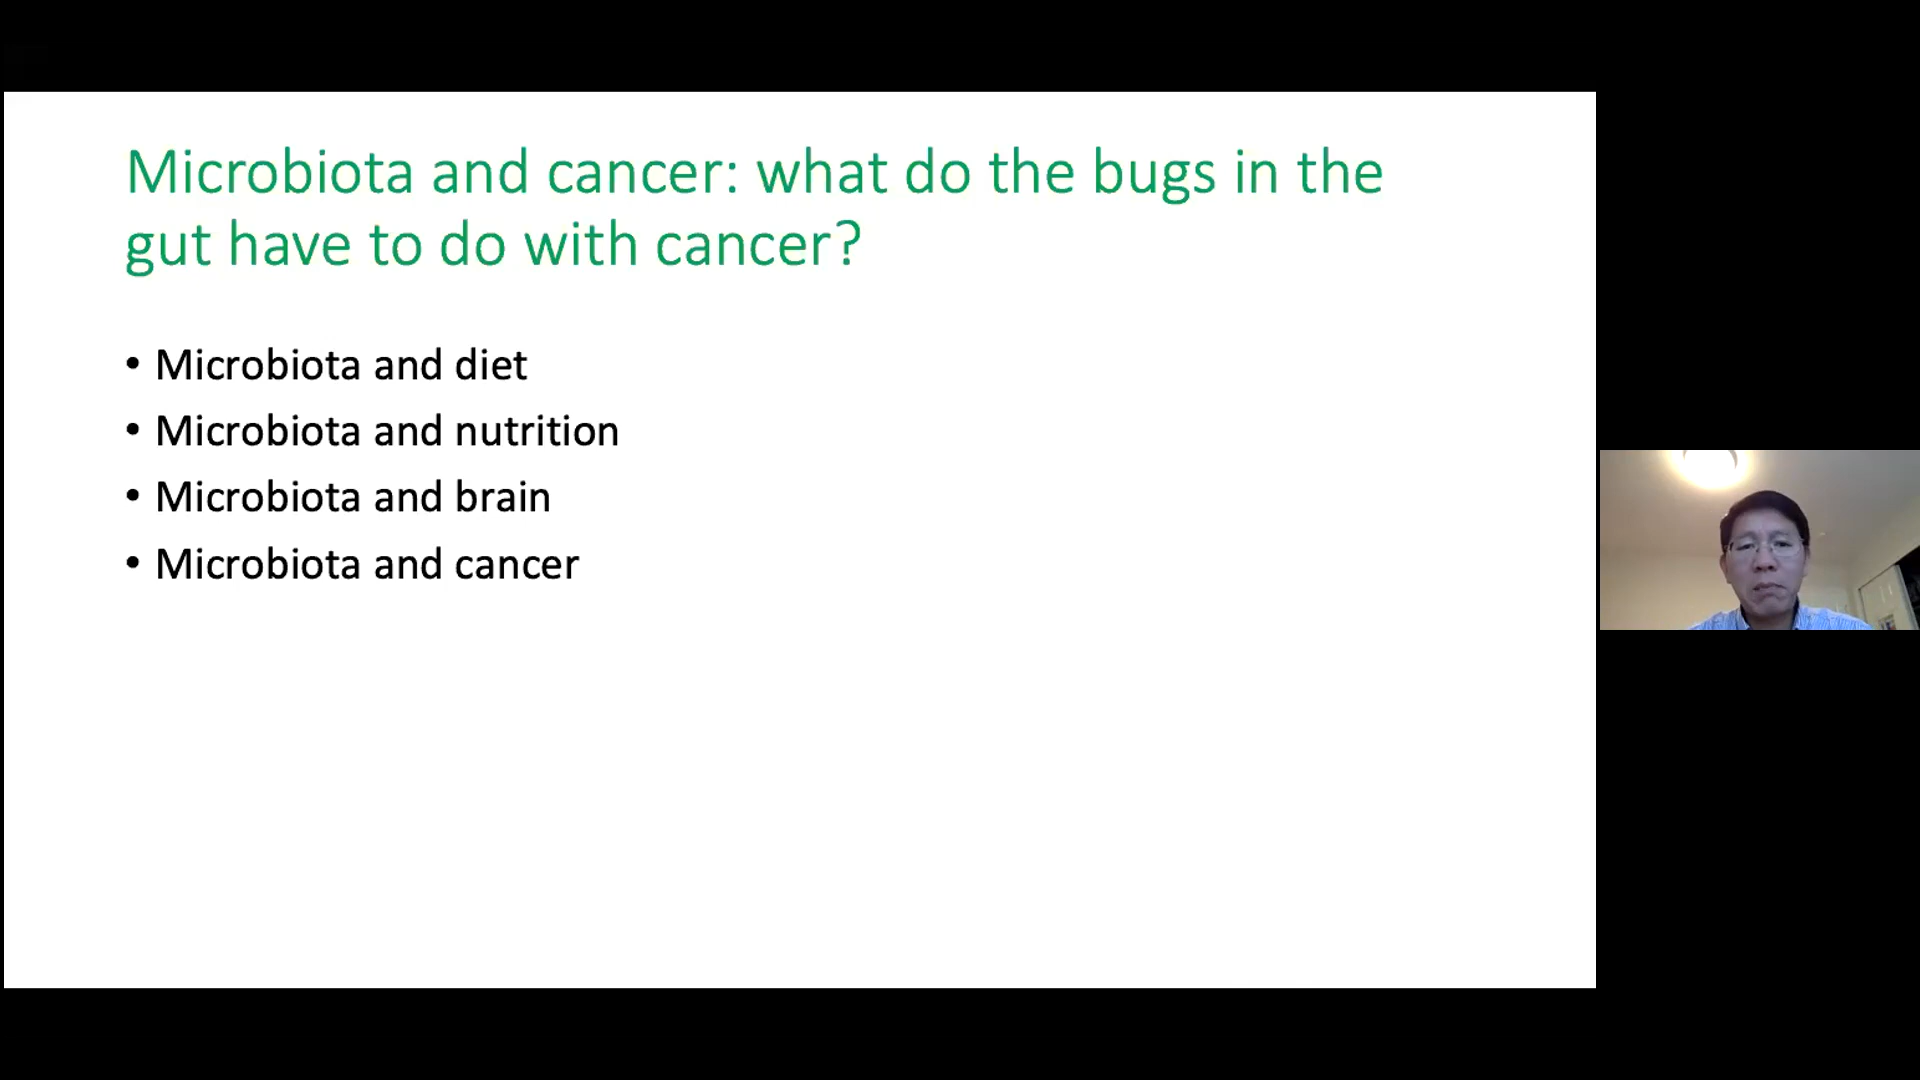 Microbiota and cancer: what do the bugs in the
gut have to do with cancer?
• Microbiota and diet
• Microbiota and nutrition
• Microbiota and brain
• Microbiota and cancer